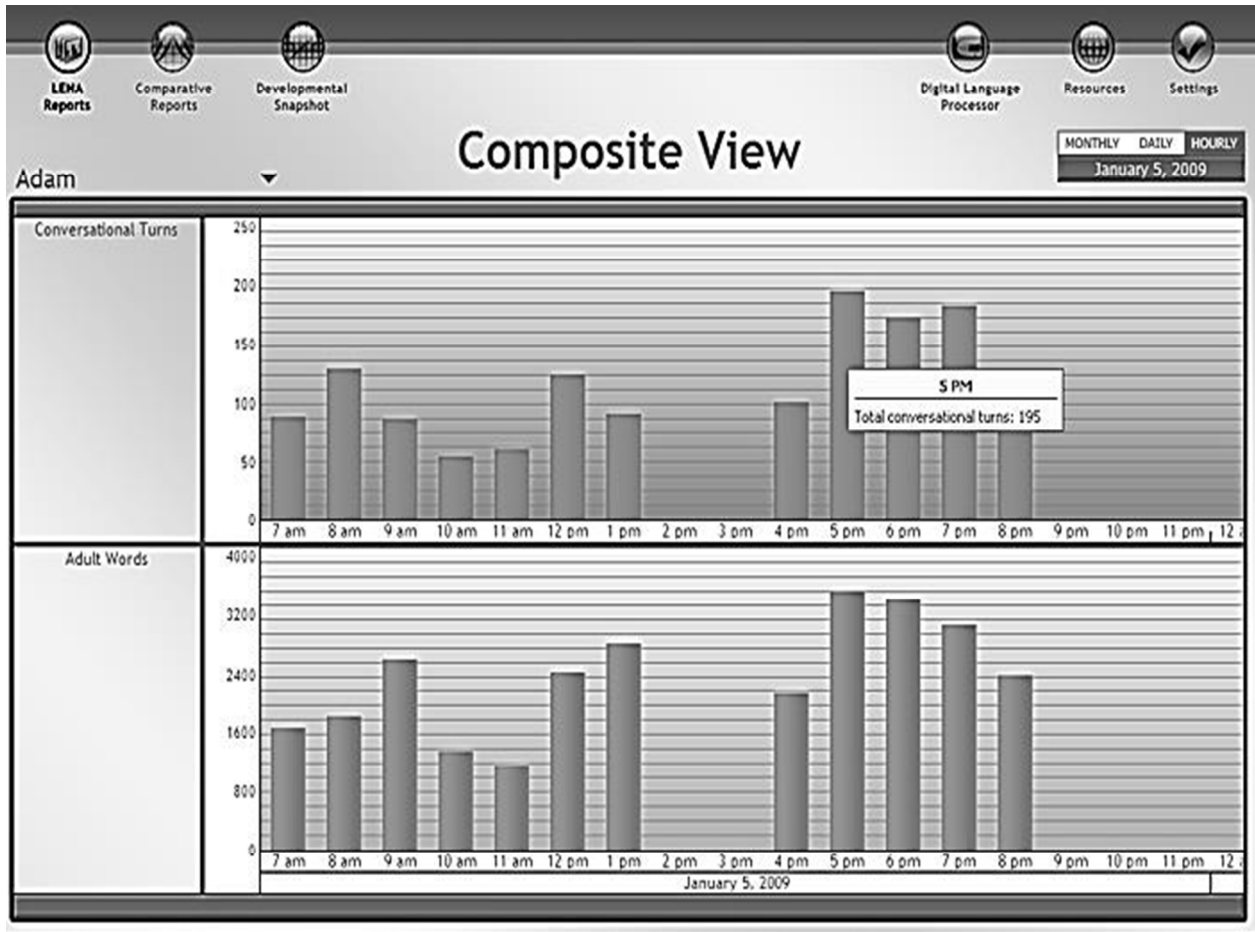 LENA Reports
Comparative Reports
Developmental Snapshot
Digital Language Processor
Resources
Settings
Composite View
MONTHLY DAILY HOURLY
January 5, 2009
Adam
Conversational Turns
250
200
150
100
50
0
7 am 8 am 9 am 10 am 11 am 12 pm 1 pm 2 pm 3 pm 4 pm 5 pm 6 pm 7 pm 8 pm 9 pm 10 pm 11 pm 12
5 PM
Total conversational turns: 195
Adult Words
4000
3200
2400
1600
800
0
7 am 8 am 9 am 10 am 11 am 12 pm 1 pm 2 pm 3 pm 4 pm 5 pm 6 pm 7 pm 8 pm 9 pm 10 pm 11 pm 12
January 5, 2009